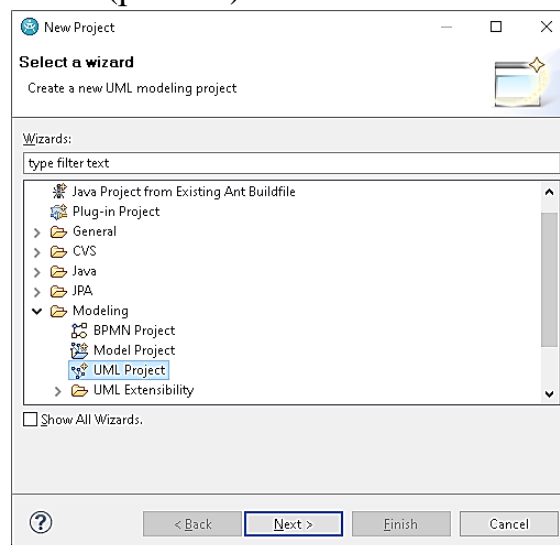 New Project
Select a wizard
Create a new UML modeling project
Wizards:
type filter text
Java Project from Existing Ant Buildfile
Plug-in Project
General
CVS
Java
JPA
Modeling
BPMN Project
Model Project
UML Project
UML Extensibility
Show All Wizards.
? < Back Next > Finish Cancel